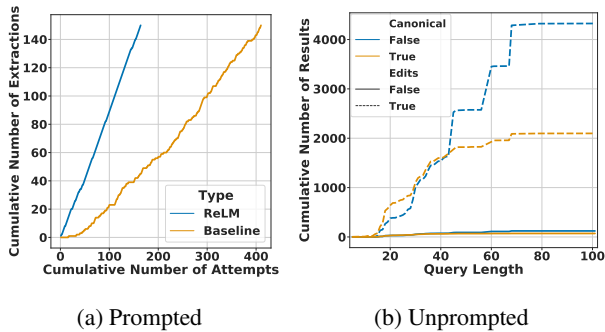 Cumulative Number of Extractions
140
120
100
80
60
40
20
0
0
100
200
300
400
Cumulative Number of Attempts
Type
ReLM
Baseline
(a) Prompted
Cumulative Number of Results
4000
3000
2000
1000
0
20
40
60
80
100
Query Length
Canonical
False
True
Edits
False
True
(b) Unprompted